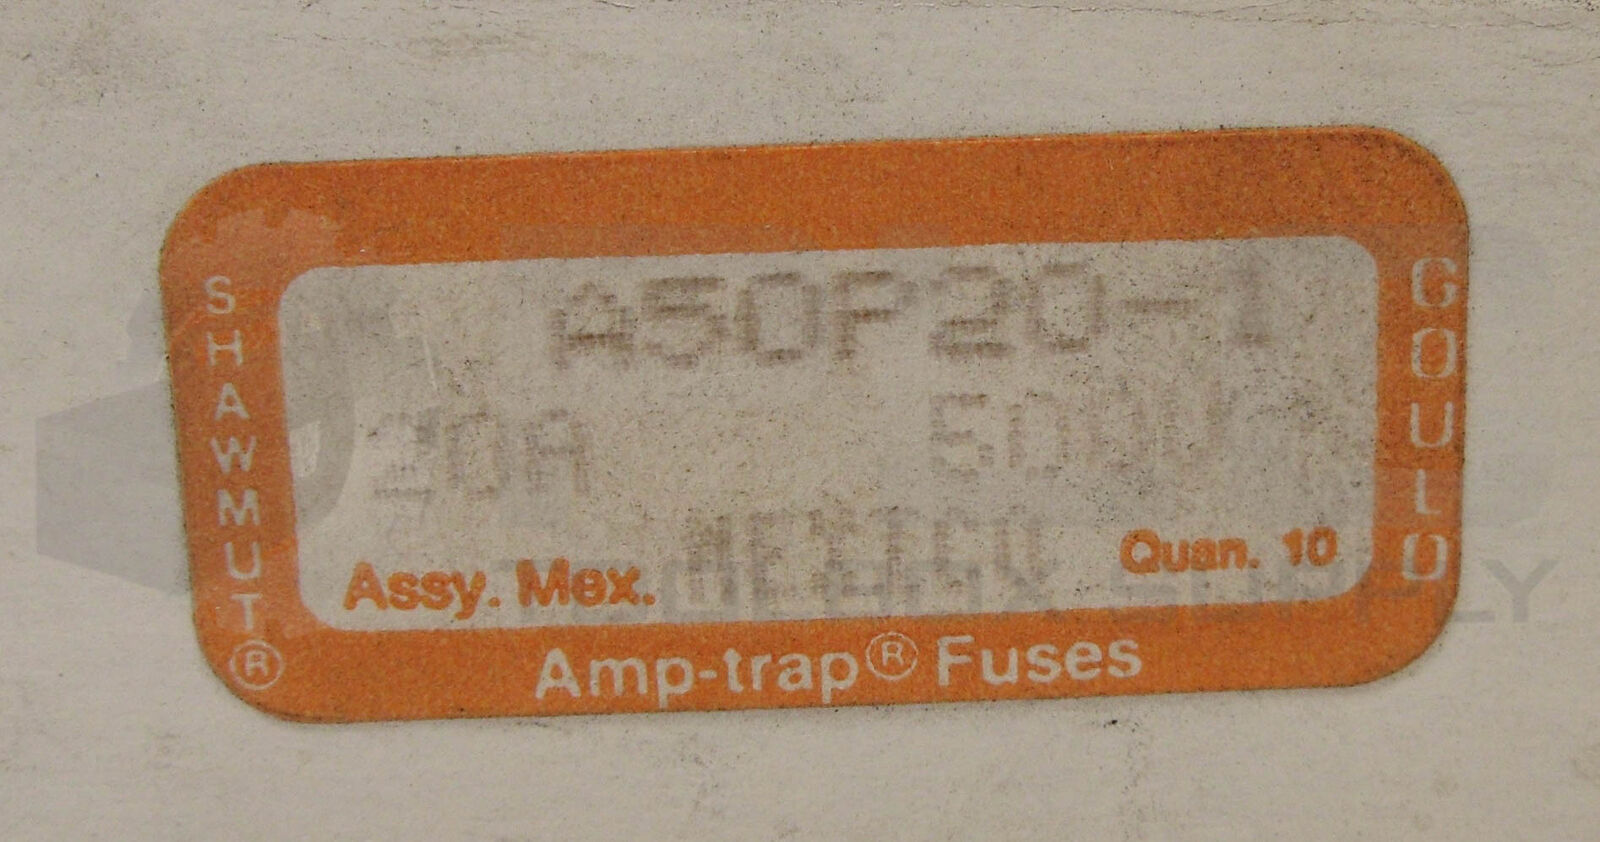 SHAWMUT®
A50P20-1
20A 500V
MEXICO
Assy. Mex. Quan. 10
GOULD
Amp-trap® Fuses